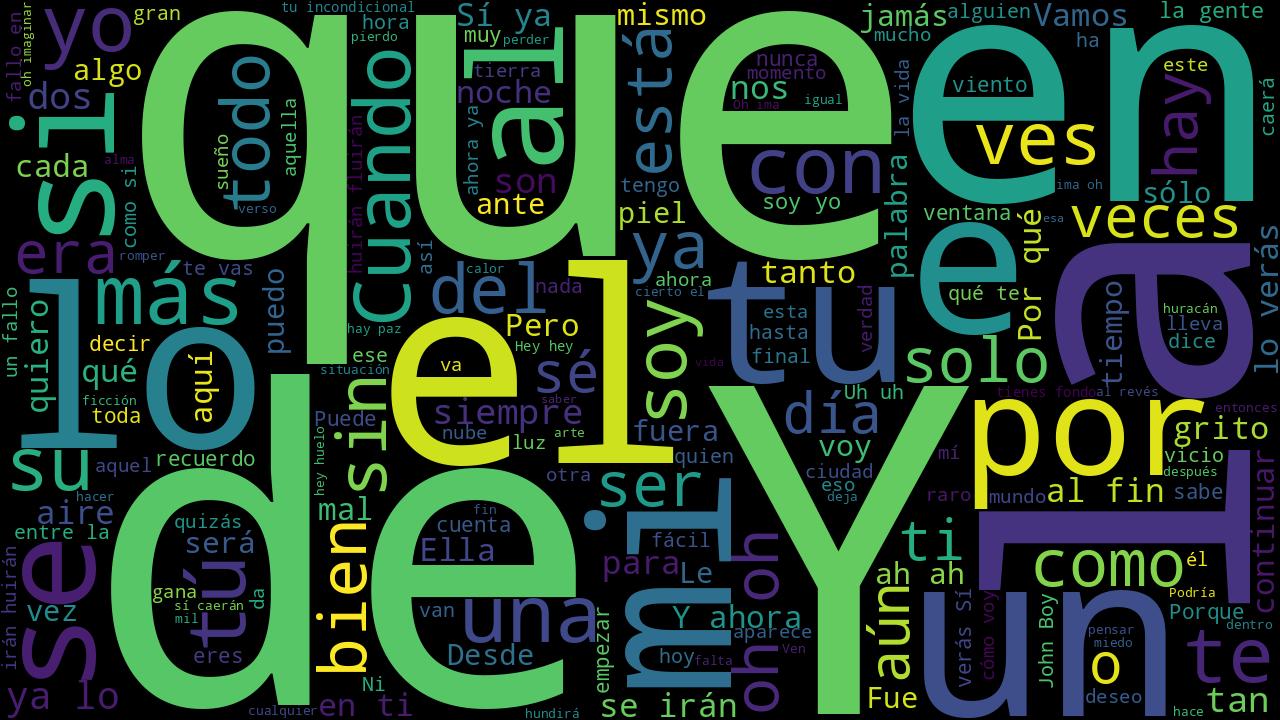 que
en
de
Y
el
lo
a
tu
un
por
La
mi
e
si
se
yo
todo
cuando
la
está
con
ves
hay
veces
más
del
ya
soy
solo
sin
sé
día
su
ser
ti
como
te
tú
bien
una
oh oh
aún
o
tan
tu incondicional
gran
hora
pierdo
Sí ya
muy
perder
mismo
jamás
alguien
Vamos
la gente
mucho
ha
oh imaginar
fallo en
algo
dos
cada
alma
era
romper
como si
sueño
aquella
verso
huirán fluirán
tierra
noche
ahora ya
son
ante
así
nunca
momento
nos
Oh ima
igual
soy yo
tengo
piel
la vida
palabra
viento
este
caerá
sólo
ima oh
esa
ventana
Por qué
qué te
tanto
ahora
cierto el
calor
nada
te vas
puedo
hay paz
ese
situación
Pero
Hey hey
va
siempre
saber
nube
luz
arte
otra
fuera
quien
vida
esta
hasta
final
verdad
tiempo
huracán
lleva
dice
lo verás
un fallo
quiero
decir
qué
ficción
toda
aquí
Puede
hey huelo
Uh uh
voy
ciudad
eso
deja
mí
raro
mundo
tienes fondo
al revés
entonces
grito
vicio
después
al fin
sabe
aquel
recuerdo
hacer
aire
entre la
quizás
será
gana
sí caerán
mil
da
eres
mal
fin
cuenta
Ella
van
Desde
fácil
para
Le
Y ahora
aparece
hoy
falta
Ven
ah ah
él
Podría
Porque
dentro
continuar
irán huirán
vez
ya lo
cualquier
Ni
en ti
hundirá
empezar
se irán
Fue
verás Sí
cómo voy
John Boy
pensar
miedo
deseo
hace